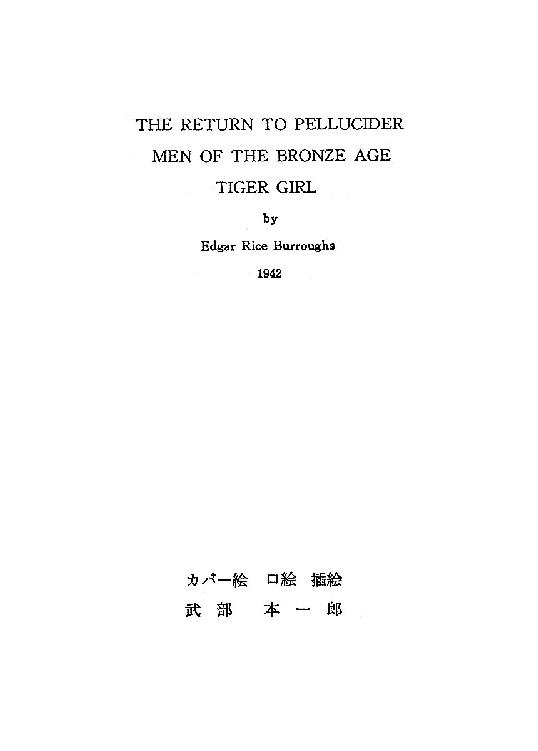 THE RETURN TO PELLUCIDER
MEN OF THE BRONZE AGE
TIGER GIRL
by
Edgar Rice Burroughs
1942
カバー絵 口絵 插絵
武部 本一郎